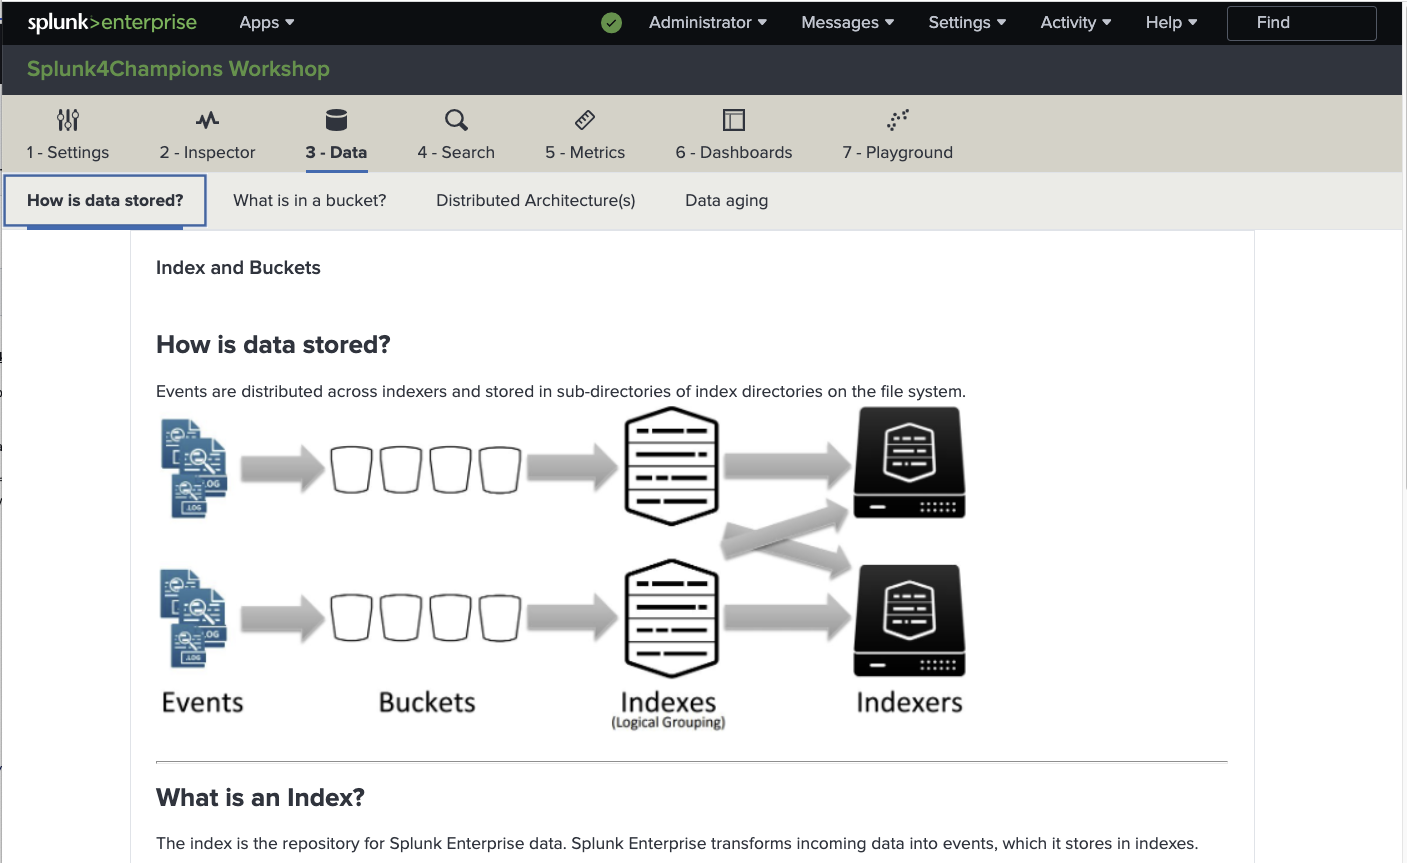 splunk>enterprise Apps Administrator Messages Settings Activity Help Find
Splunk4Champions Workshop
1 - Settings 2 - Inspector 3 - Data 4 - Search 5 - Metrics 6 - Dashboards 7 - Playground
How is data stored? What is in a bucket? Distributed Architecture(s) Data aging
Index and Buckets
How is data stored?
Events are distributed across indexers and stored in sub-directories of index directories on the file system.
.OG
.LOG
.OG
.LOG
Events Buckets Indexes Indexers
(Logical Grouping)
What is an Index?
The index is the repository for Splunk Enterprise data. Splunk Enterprise transforms incoming data into events, which it stores in indexes.